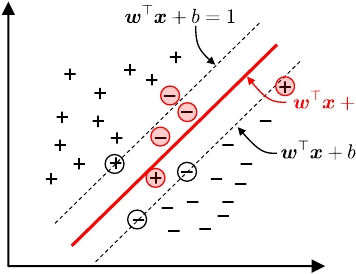 w⊤x + b = 1
w⊤x +
w⊤x + b